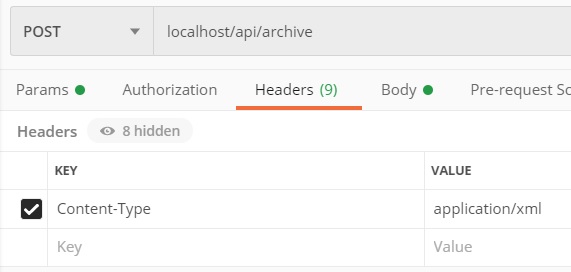 POST localhost/api/archive
Params Authorization Headers (9) Body Pre-request Sc
Headers 8 hidden
KEY VALUE
Content-Type application/xml
Key Value